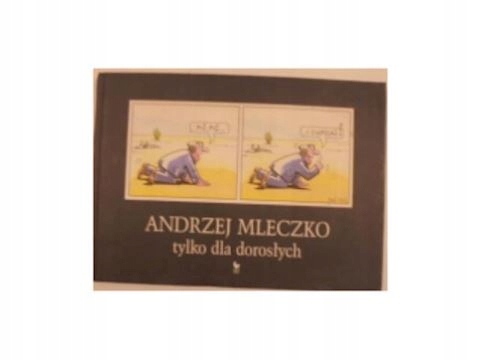 ANDRZEJ MLECZKO
tylko dla dorosłych